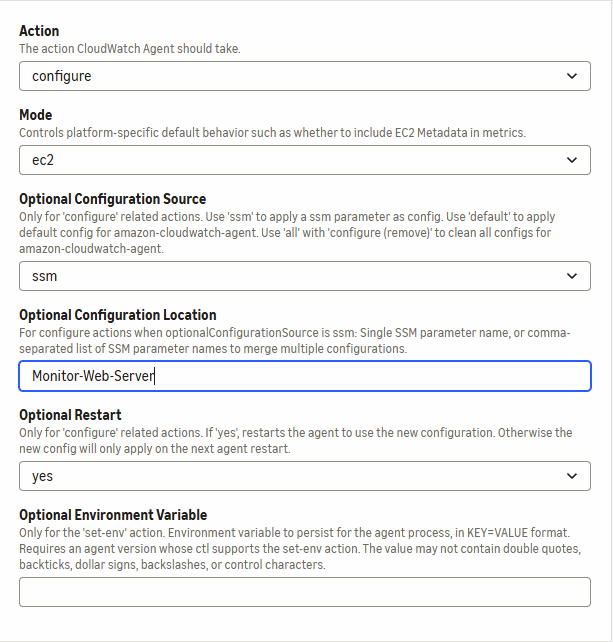 Action
The action CloudWatch Agent should take.
configure
Mode
Controls platform-specific default behavior such as whether to include EC2 Metadata in metrics.
ec2
Optional Configuration Source
Only for 'configure' related actions. Use 'ssm' to apply a ssm parameter as config. Use 'default' to apply
default config for amazon-cloudwatch-agent. Use 'all' with 'configure (remove)' to clean all configs for
amazon-cloudwatch-agent.
ssm
Optional Configuration Location
For configure actions when optionalConfigurationSource is ssm: Single SSM parameter name, or comma-
separated list of SSM parameter names to merge multiple configurations.
Monitor-Web-Server
Optional Restart
Only for 'configure' related actions. If 'yes', restarts the agent to use the new configuration. Otherwise the
new config will only apply on the next agent restart.
yes
Optional Environment Variable
Only for the 'set-env' action. Environment variable to persist for the agent process, in KEY=VALUE format.
Requires an agent version whose ctl supports the set-env action. The value may not contain double quotes,
backticks, dollar signs, backslashes, or control characters.